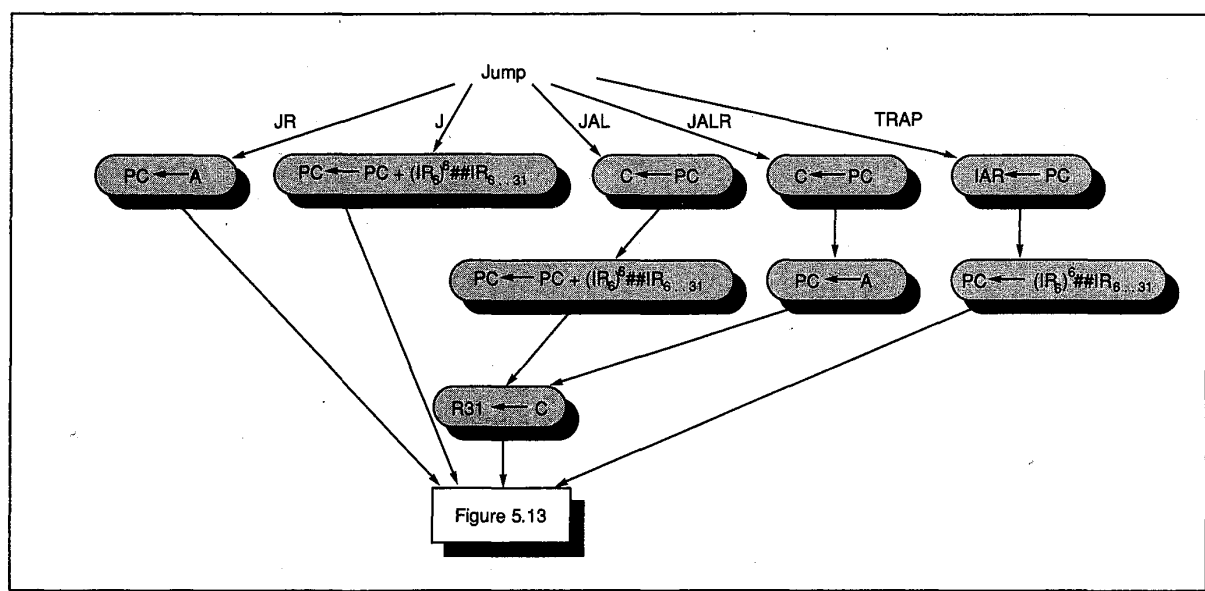 Jump
JR J JAL JALR TRAP
PC ← A
PC ← PC + (IR₆)⁶##IR₆...₃₁
C ← PC
C ← PC
IAR ← PC
PC ← PC + (IR₆)⁶##IR₆...₃₁
PC ← A
PC ← (IR₆)⁶##IR₆...₃₁
R31 ← C
Figure 5.13